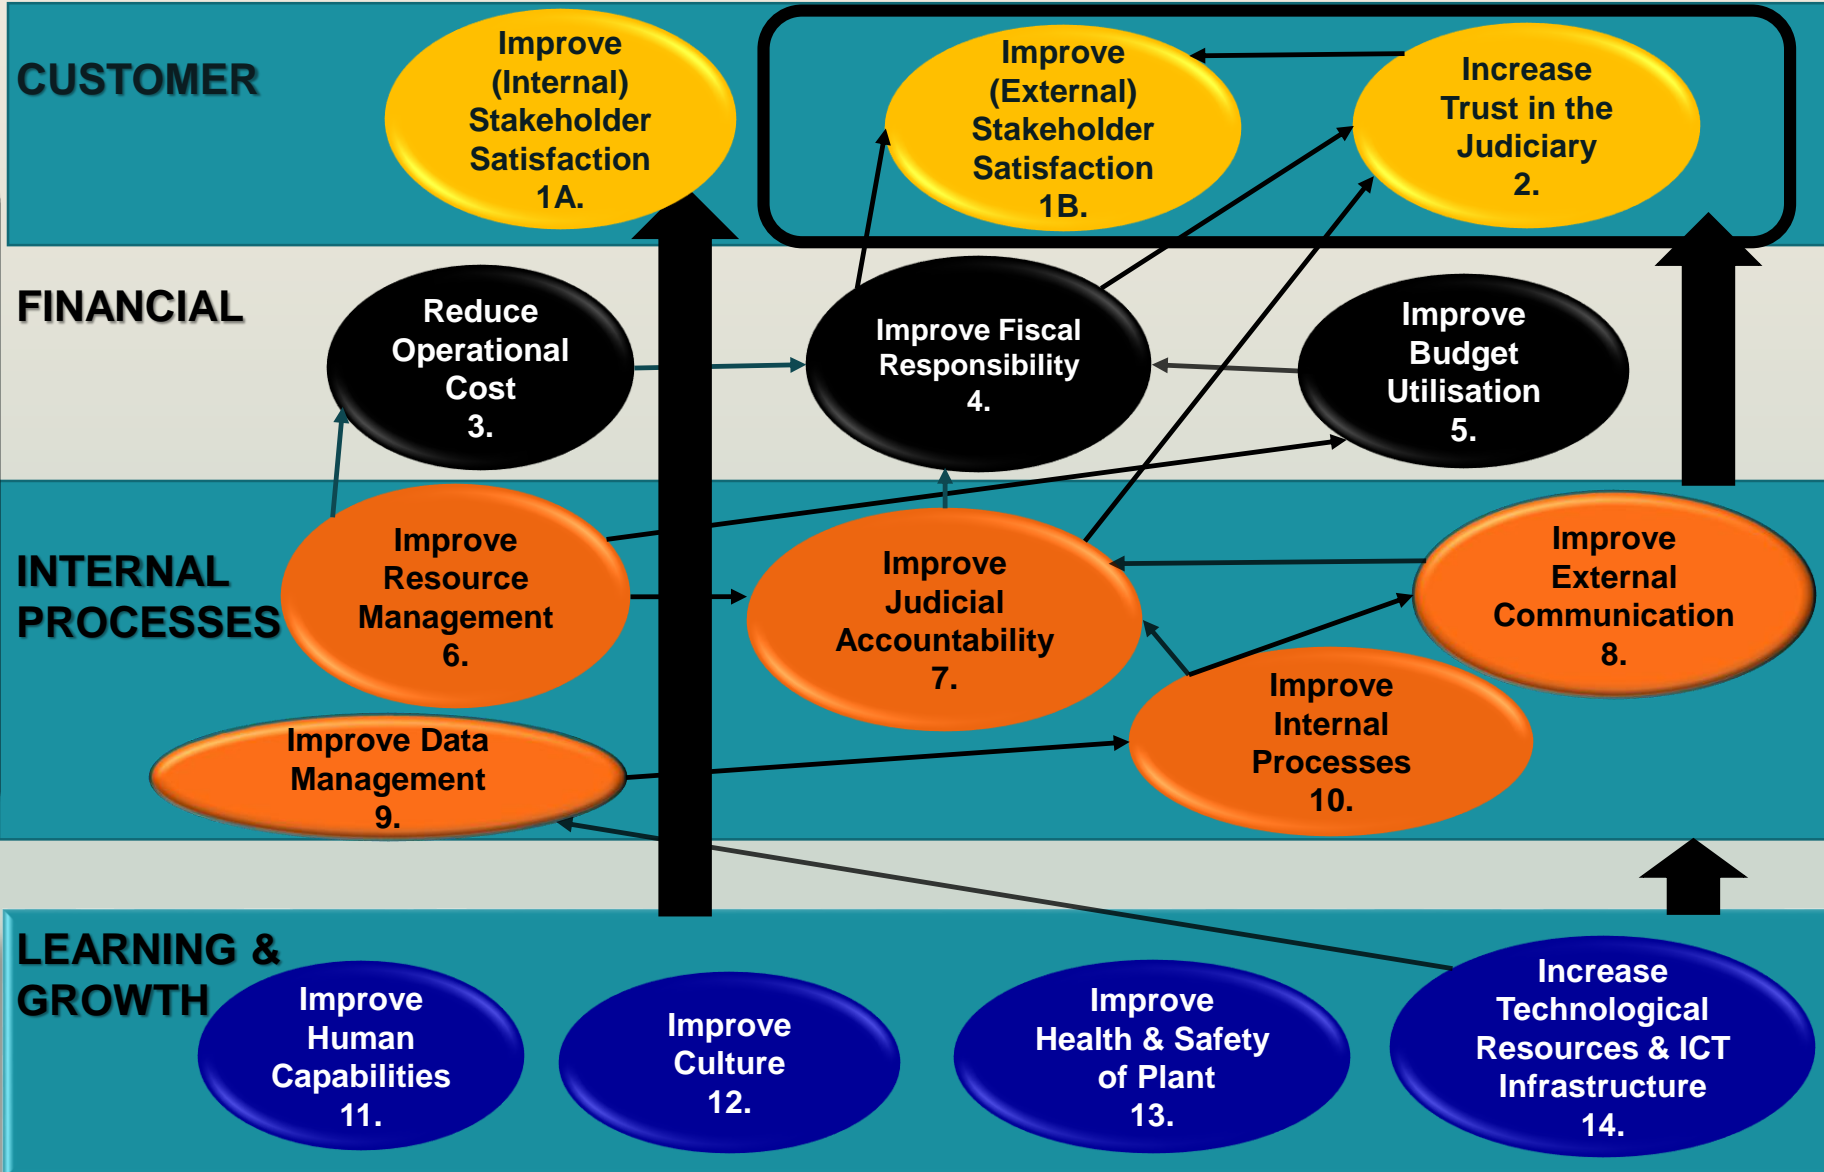 CUSTOMER
Improve
(Internal)
Stakeholder
Satisfaction
1A.
Improve
(External)
Stakeholder
Satisfaction
1B.
Increase
Trust in the
Judiciary
2.
FINANCIAL
Reduce
Operational
Cost
3.
Improve Fiscal
Responsibility
4.
Improve
Budget
Utilisation
5.
INTERNAL
PROCESSES
Improve
Resource
Management
6.
Improve
Judicial
Accountability
7.
Improve
External
Communication
8.
Improve Data
Management
9.
Improve
Internal
Processes
10.
LEARNING &
GROWTH
Improve
Human
Capabilities
11.
Improve
Culture
12.
Improve
Health & Safety
of Plant
13.
Increase
Technological
Resources & ICT
Infrastructure
14.